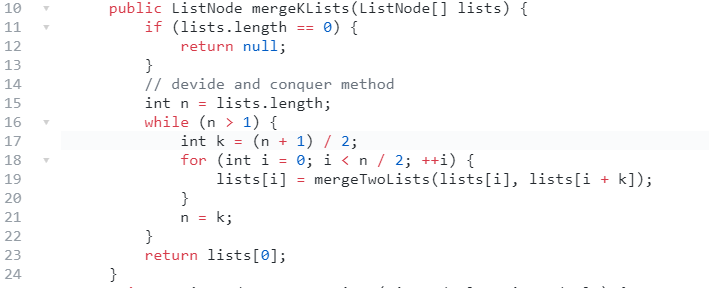 10 public ListNode mergeKLists(ListNode[] lists) {
11 if (lists.length == 0) {
12 return null;
13 }
14 // devide and conquer method
15 int n = lists.length;
16 while (n > 1) {
17 int k = (n + 1) / 2;
18 for (int i = 0; i < n / 2; ++i) {
19 lists[i] = mergeTwoLists(lists[i], lists[i + k]);
20 }
21 n = k;
22 }
23 return lists[0];
24 }